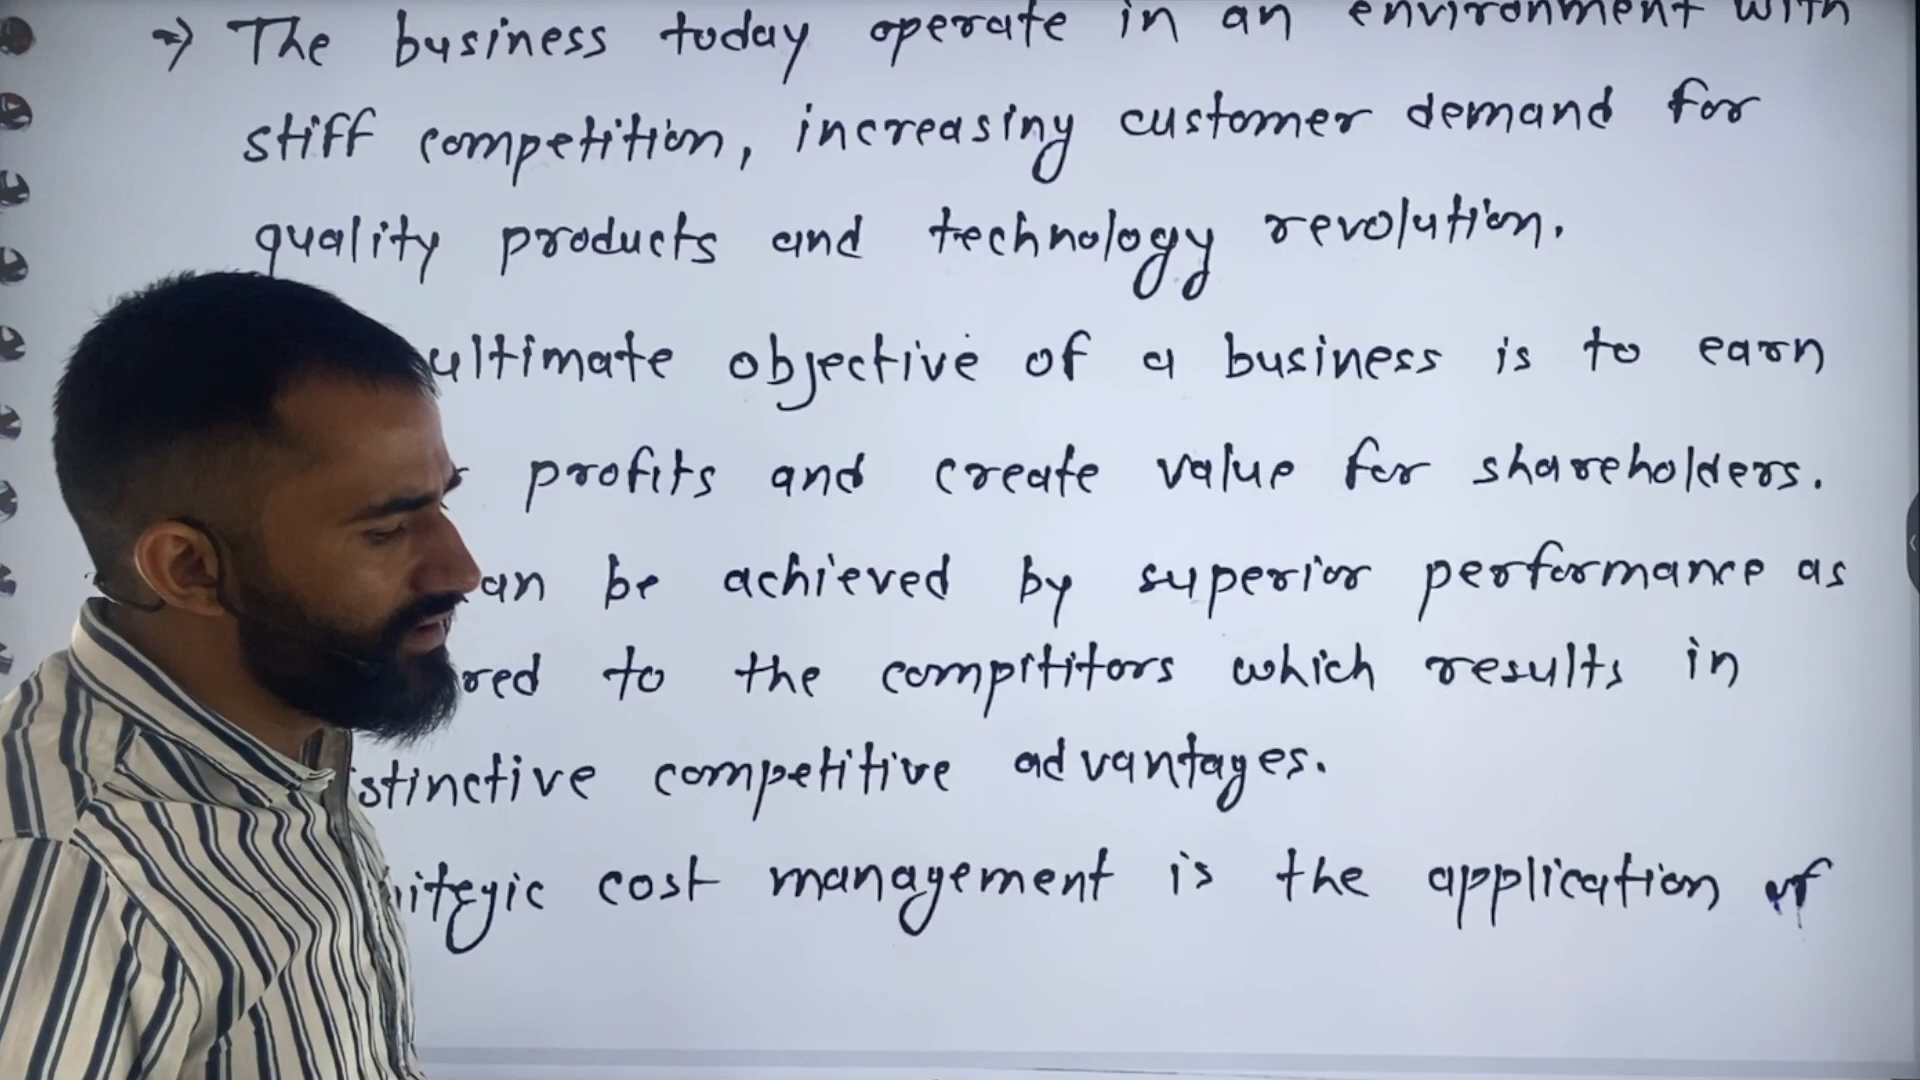 => The business today operate in an environment with
stiff competition, increasing customer demand for
quality products and technology revolution.
ultimate objective of a business is to earn
profits and create value for shareholders.
an be achieved by superior performance as
red to the compititors which results in
stinctive competitive advantages.
itegic cost management is the application of